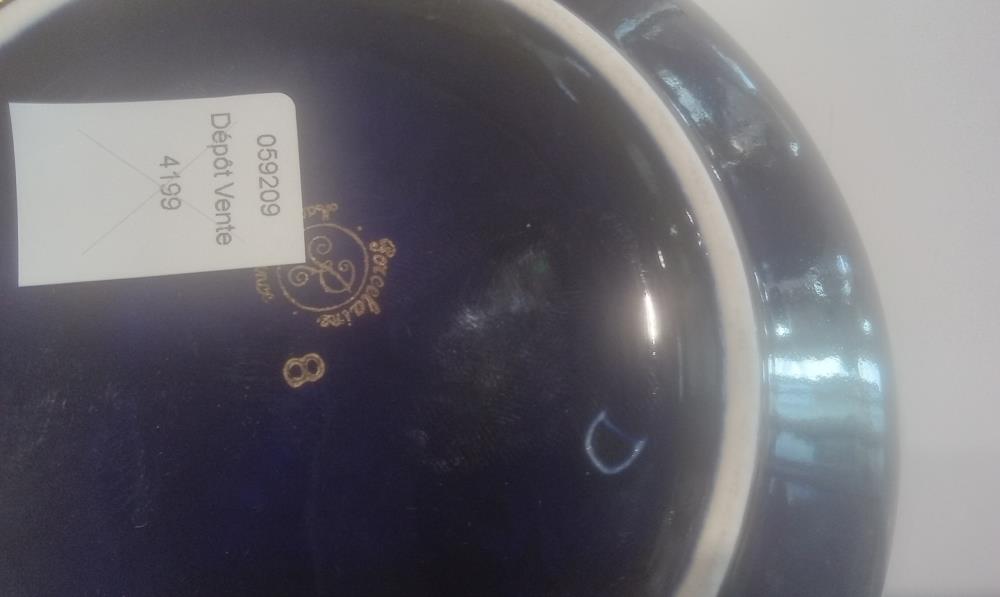 059209
Dépôt Vente
4199
Porcelaine
8
D